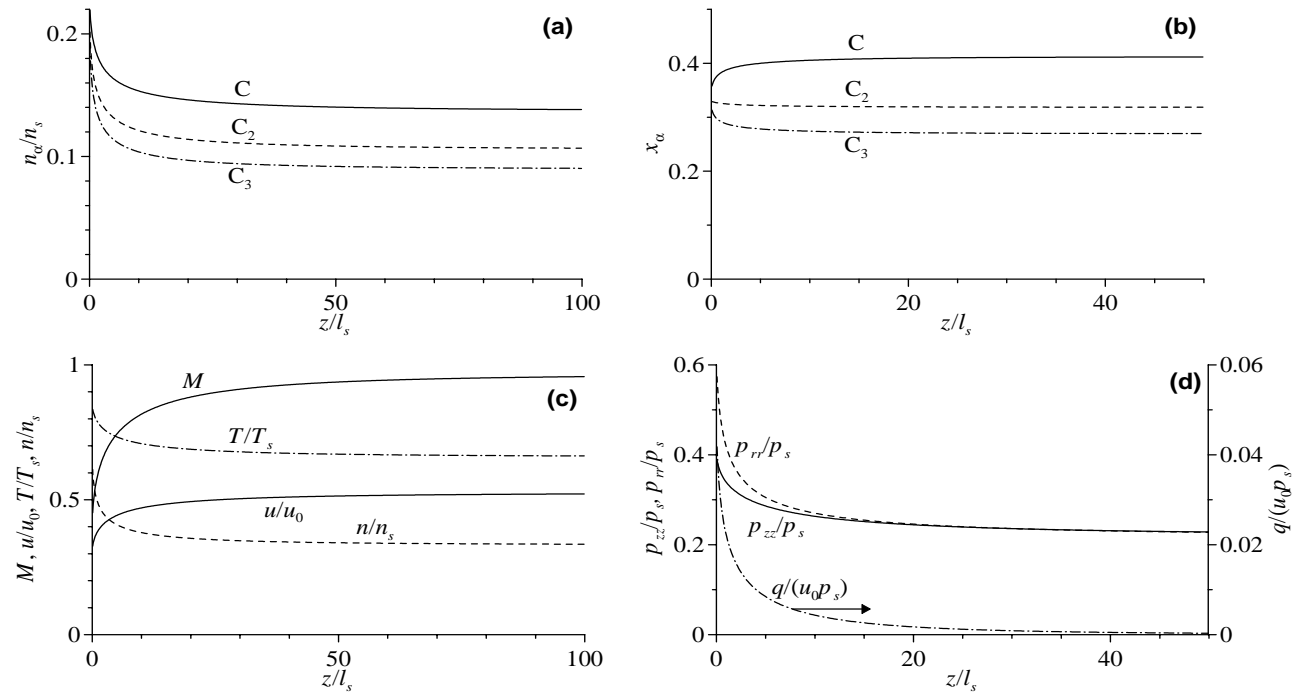 (a)
0.2
0.1
0
n_α/n_s
C
C_2
C_3
0
50
100
z/l_s
(b)
0.4
0.2
0
x_α
C
C_2
C_3
0
20
40
z/l_s
(c)
1
0.5
0
M, u/u_0, T/T_s, n/n_s
M
T/T_s
u/u_0
n/n_s
0
50
100
z/l_s
(d)
0.6
0.4
0.2
0
p_zz/p_s, p_rr/p_s
p_rr/p_s
p_zz/p_s
q/(u_0p_s)
0.06
0.04
0.02
0
q/(u_0p_s)
0
20
40
z/l_s